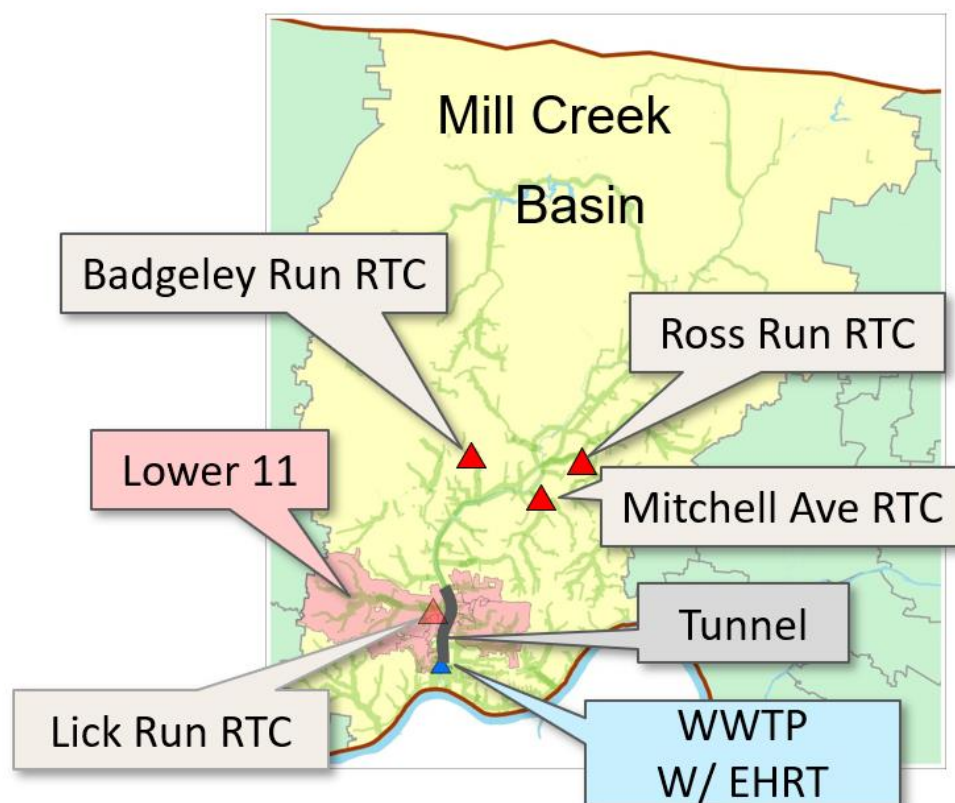 Mill Creek
Basin
Badgeley Run RTC
Ross Run RTC
Lower 11
Mitchell Ave RTC
Tunnel
Lick Run RTC
WWTP
W/ EHRT